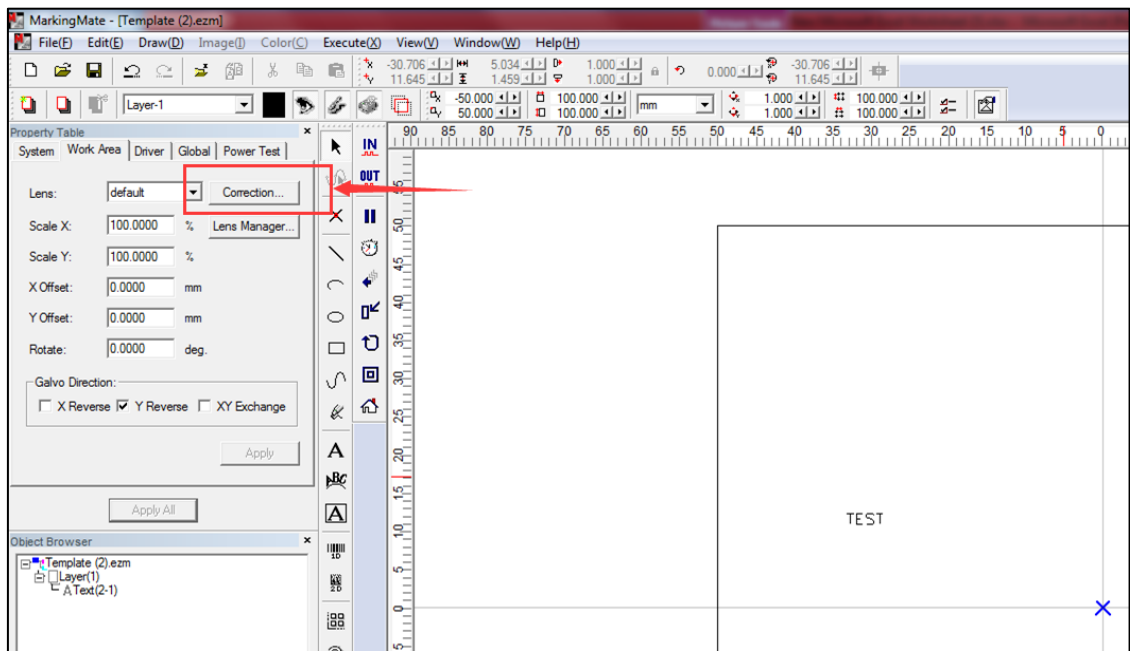 MarkingMate - [Template (2).ezm]
File(F) Edit(E) Draw(D) Image(I) Color(C) Execute(X) View(V) Window(W) Help(H)
-30.706 5.034 1.000 0.000 -30.706
11.645 1.459 1.000 11.645
Layer-1 -50.000 100.000 mm 1.000 100.000
50.000 100.000 1.000 100.000
Property Table
System Work Area Driver Global Power Test
Lens: default Correction...
Scale X: 100.0000 % Lens Manager...
Scale Y: 100.0000 %
X Offset: 0.0000 mm
Y Offset: 0.0000 mm
Rotate: 0.0000 deg.
Galvo Direction:
X Reverse Y Reverse XY Exchange
Apply
Apply All
Object Browser
Template (2).ezm
Layer(1)
A Text(2-1)
IN
OUT
A
ABC
A
1D
2D
90 85 80 75 70 65 60 55 50 45 40 35 30 25 20 15 10 5 0
55
50
45
40
35
30
25
20
15
10
5
0
5
TEST